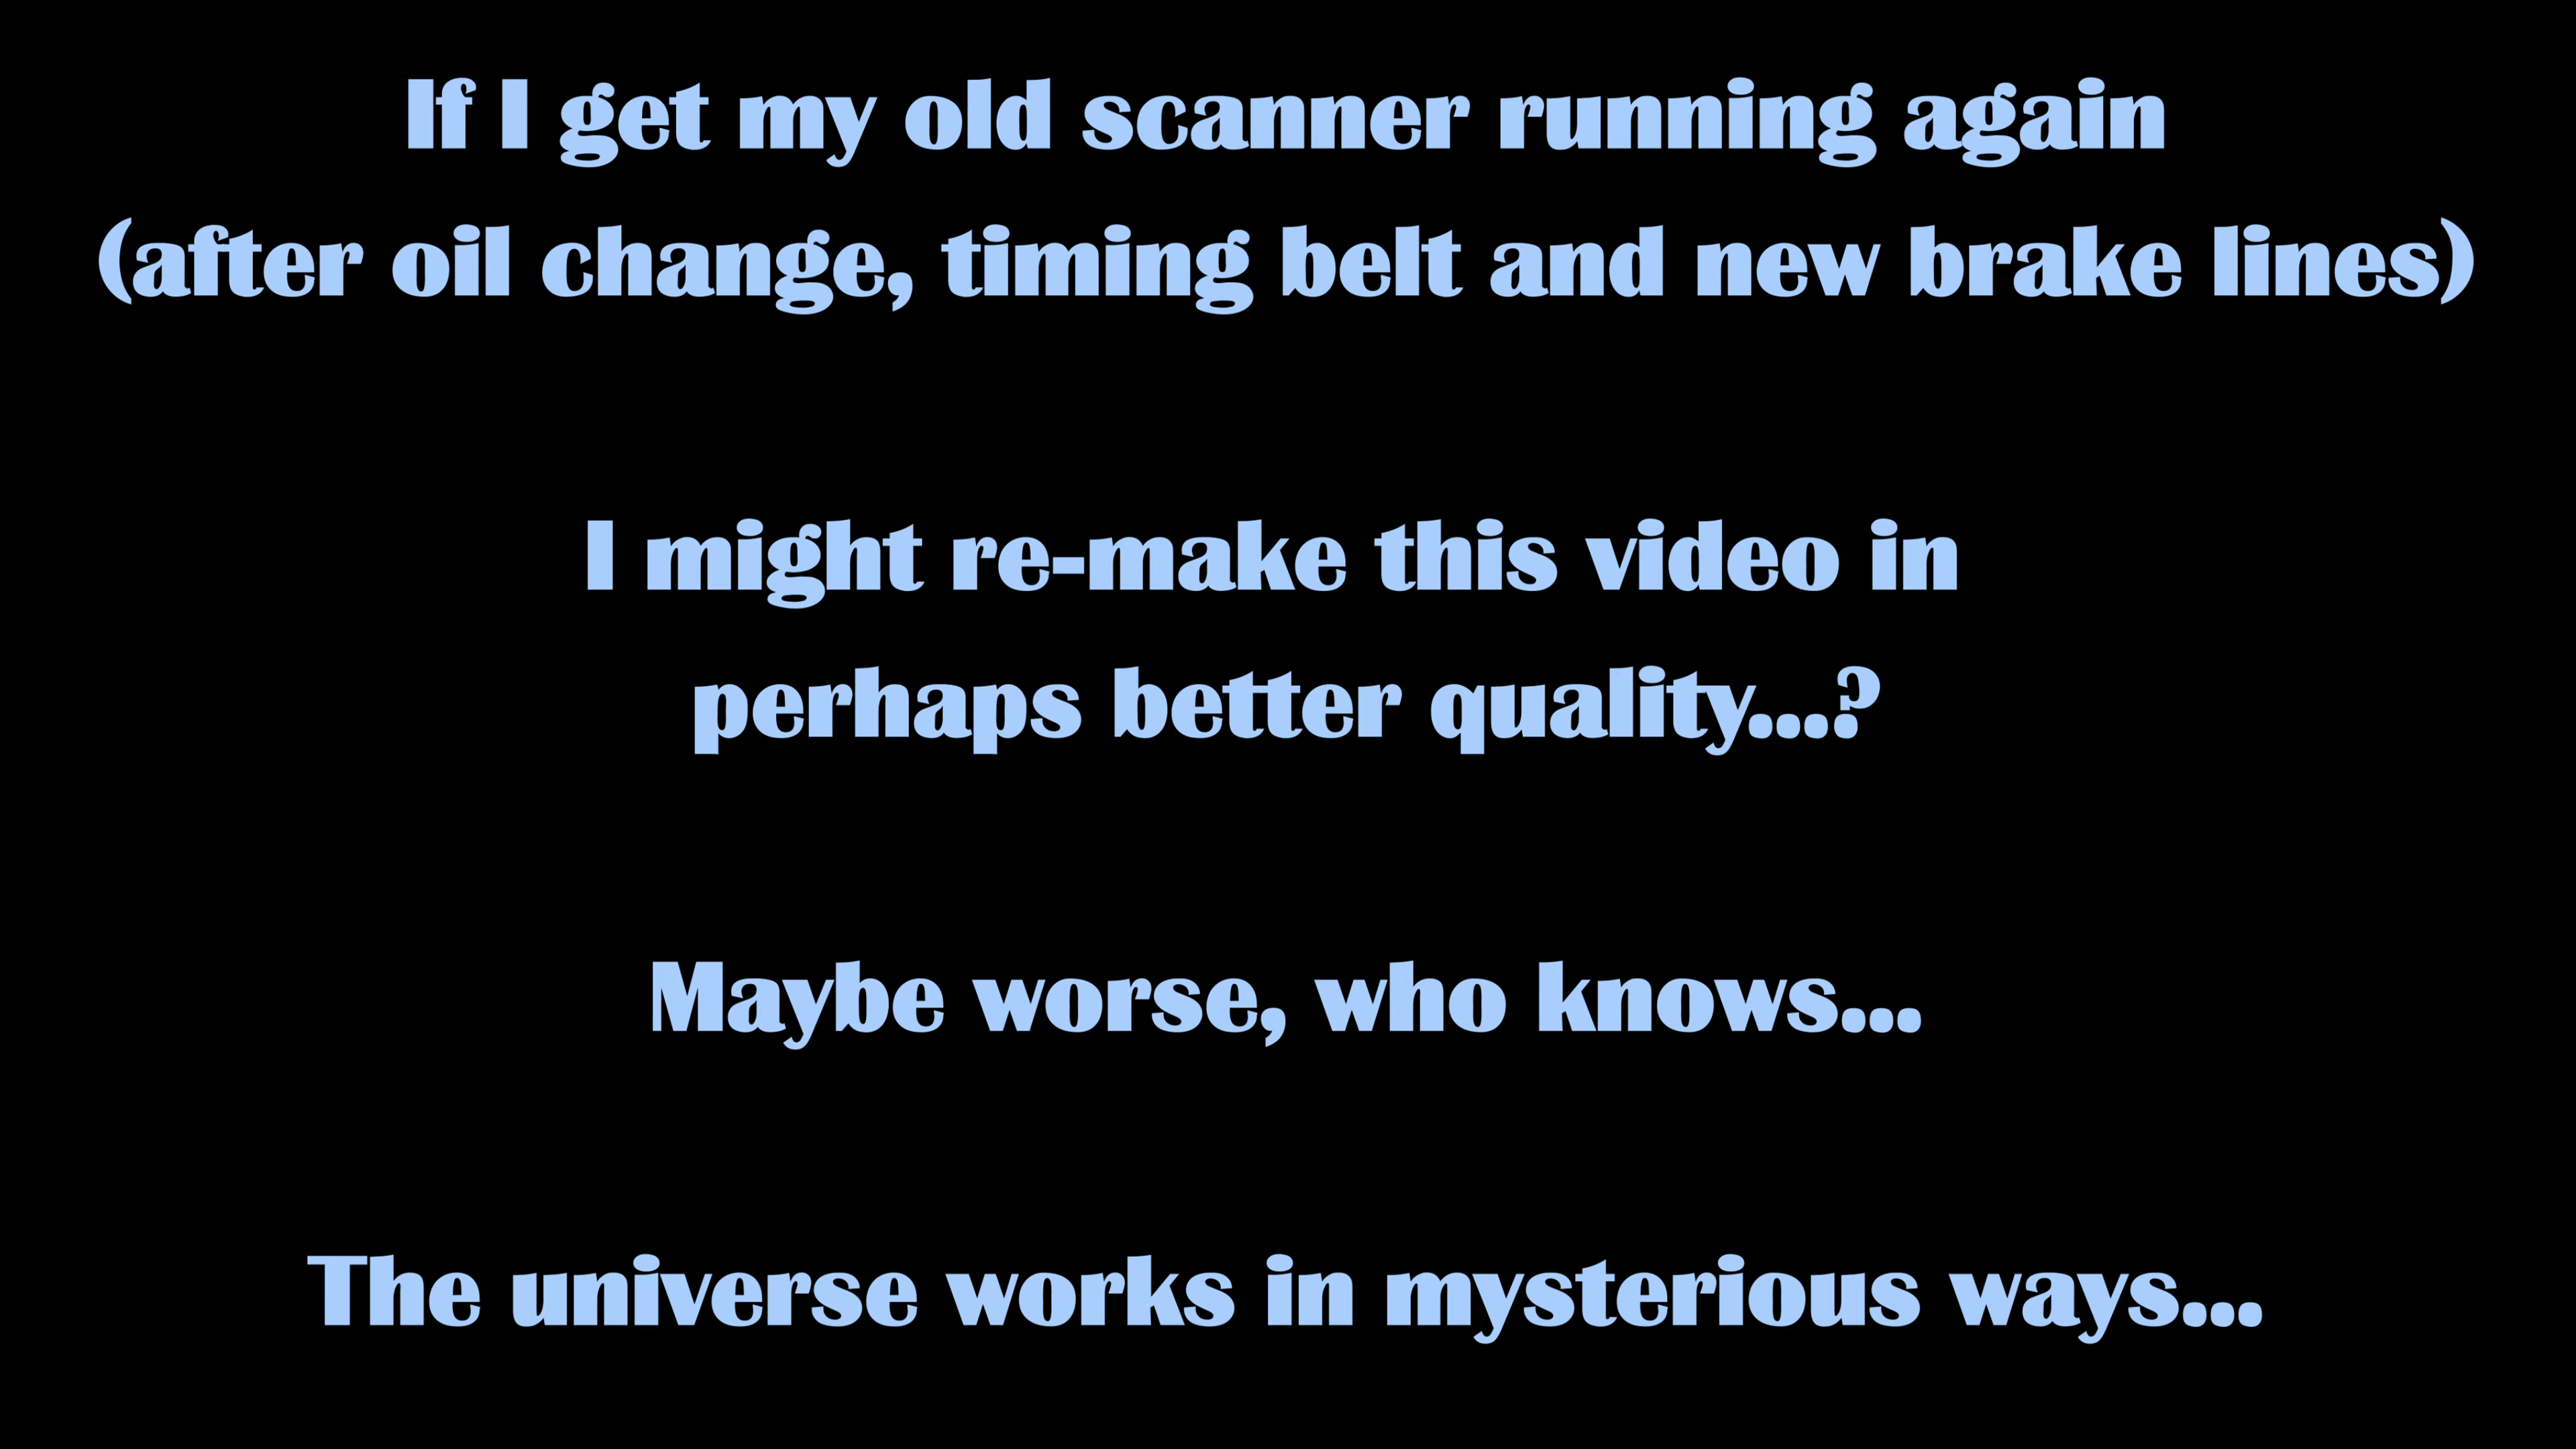 If I get my old scanner running again
(after oil change, timing belt and new brake lines)
I might re-make this video in
perhaps better quality...?
Maybe worse, who knows...
The universe works in mysterious ways...